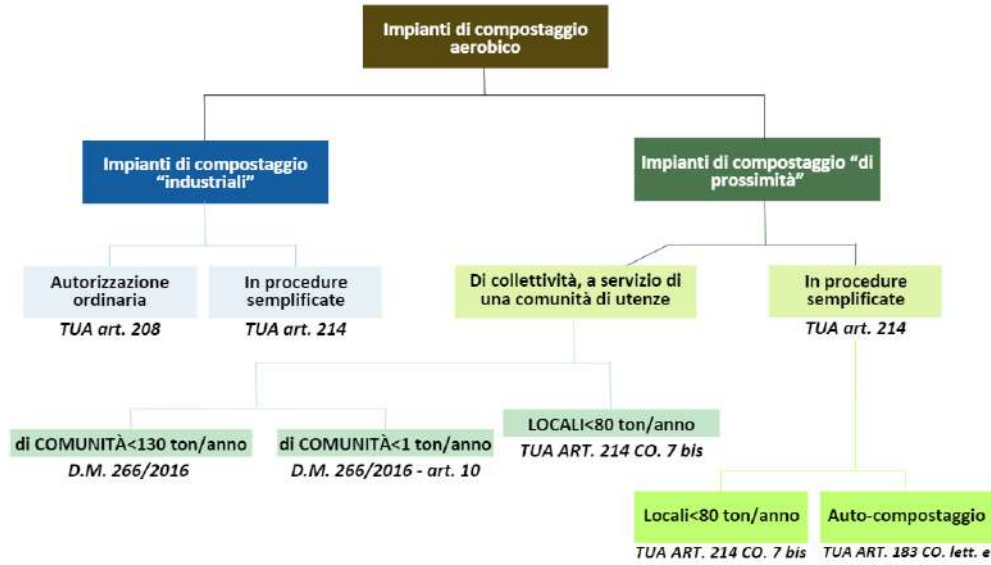 Impianti di compostaggio
aerobico
Impianti di compostaggio
“industriali”
Impianti di compostaggio “di
prossimità”
Autorizzazione
ordinaria
TUA art. 208
In procedure
semplificate
TUA art. 214
Di collettività, a servizio di
una comunità di utenze
In procedure
semplificate
TUA art. 214
di COMUNITÀ<130 ton/anno
D.M. 266/2016
di COMUNITÀ<1 ton/anno
D.M. 266/2016 - art. 10
LOCALI<80 ton/anno
TUA ART. 214 CO. 7 bis
Locali<80 ton/anno
TUA ART. 214 CO. 7 bis
Auto-compostaggio
TUA ART. 183 CO. lett. e